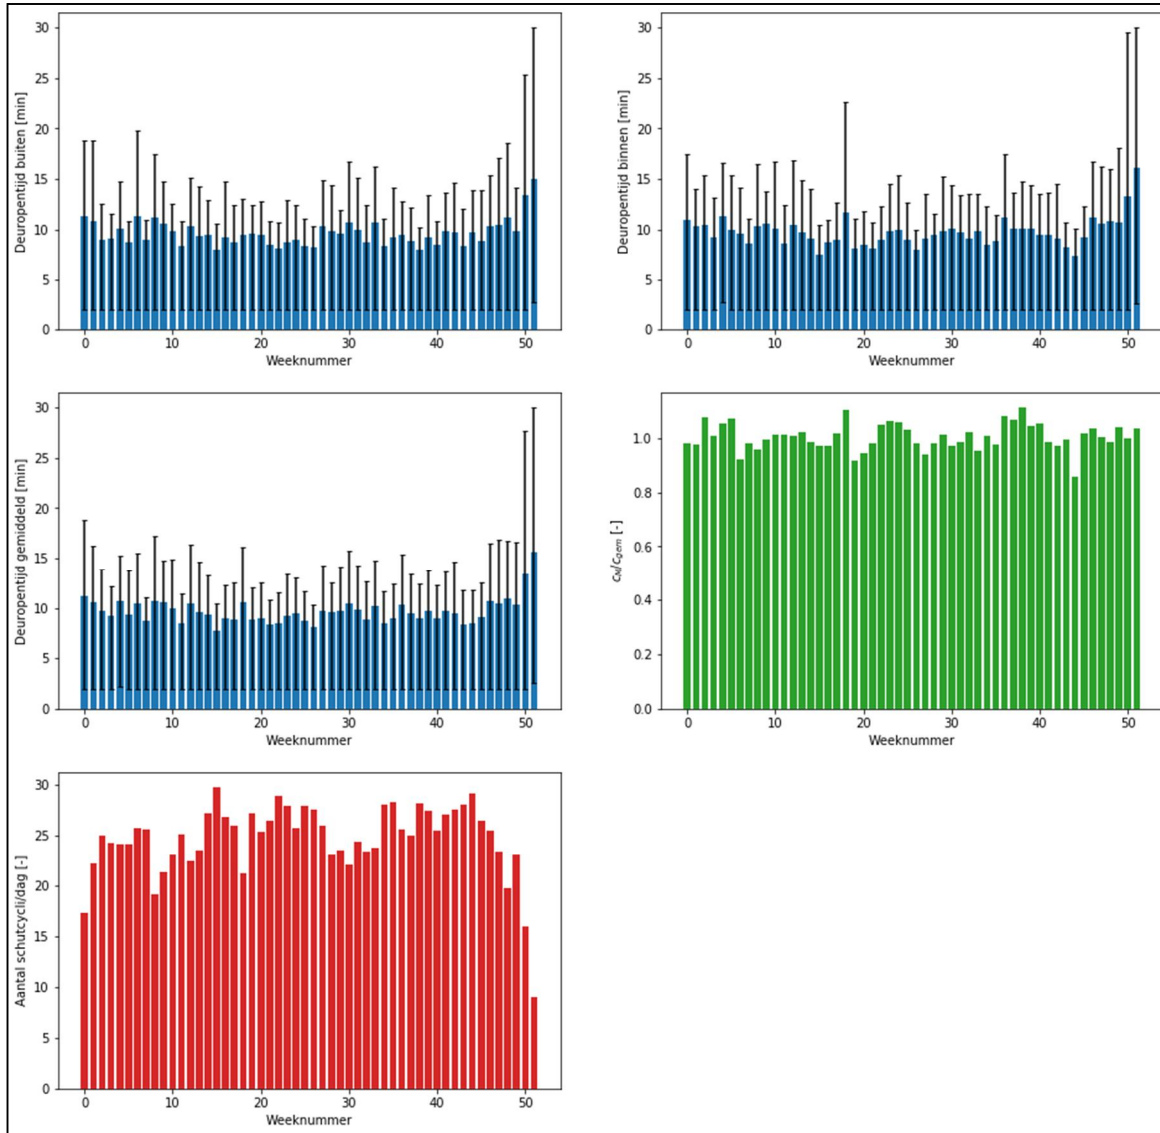 Deuropentijd buiten [min]
30
25
20
15
10
5
0
0 10 20 30 40 50
Weeknummer
Deuropentijd binnen [min]
30
25
20
15
10
5
0
0 10 20 30 40 50
Weeknummer
Deuropentijd gemiddeld [min]
30
25
20
15
10
5
0
0 10 20 30 40 50
Weeknummer
c_M/c_gem [-]
1.0
0.8
0.6
0.4
0.2
0.0
0 10 20 30 40 50
Weeknummer
Aantal schutcycli/dag [-]
30
25
20
15
10
5
0
0 10 20 30 40 50
Weeknummer